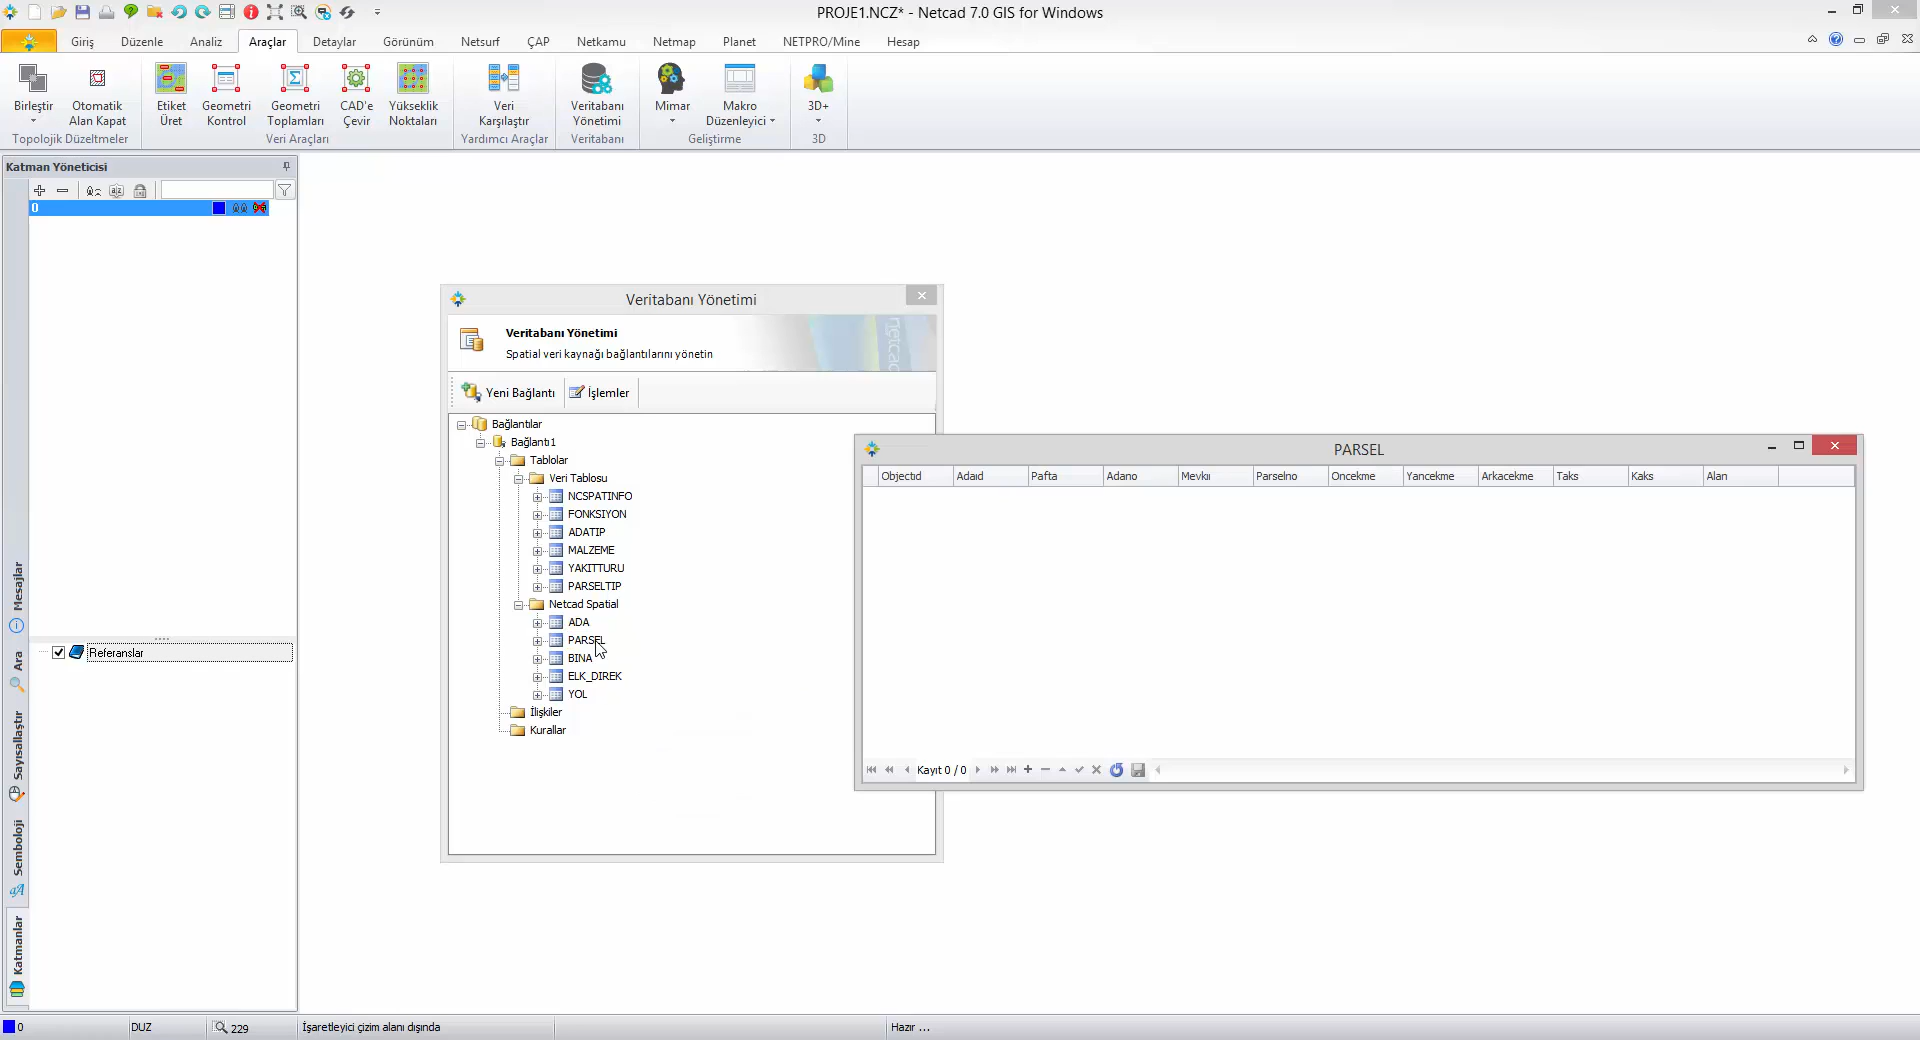 PROJE1.NCZ* - Netcad 7.0 GIS for Windows
Giriş Düzenle Analiz Araçlar Detaylar Görünüm Netsurf ÇAP Netkamu Netmap Planet NETPRO/Mine Hesap
Birleştir
Otomatik
Alan Kapat
Etiket
Üret
Geometri
Kontrol
Geometri
Toplamları
CAD'e
Çevir
Yükseklik
Noktaları
Veri
Karşılaştır
Veritabanı
Yönetimi
Mimar
Makro
Düzenleyici
3D+
Topolojik Düzeltmeler Veri Araçları Yardımcı Araçlar Veritabanı Geliştirme 3D
Katman Yöneticisi
0
Referanslar
Mesajlar
Ara
Sayısallaştır
Semboloji
Katmanlar
Veritabanı Yönetimi
Veritabanı Yönetimi
Spatial veri kaynağı bağlantılarını yönetin
netcad
Yeni Bağlantı İşlemler
Bağlantılar
Bağlantı1
Tablolar
Veri Tablosu
NCSPATINFO
FONKSIYON
ADATIP
MALZEME
YAKITTURU
PARSELTIP
Netcad Spatial
ADA
PARSEL
BINA
ELK_DIREK
YOL
İlişkiler
Kurallar
PARSEL
Objectıd Adaıd Pafta Adano Mevkıı Parselno Oncekme Yancekme Arkacekme Taks Kaks Alan
Kayıt 0 / 0
0 DUZ 229 İşaretleyici çizim alanı dışında Hazır ...